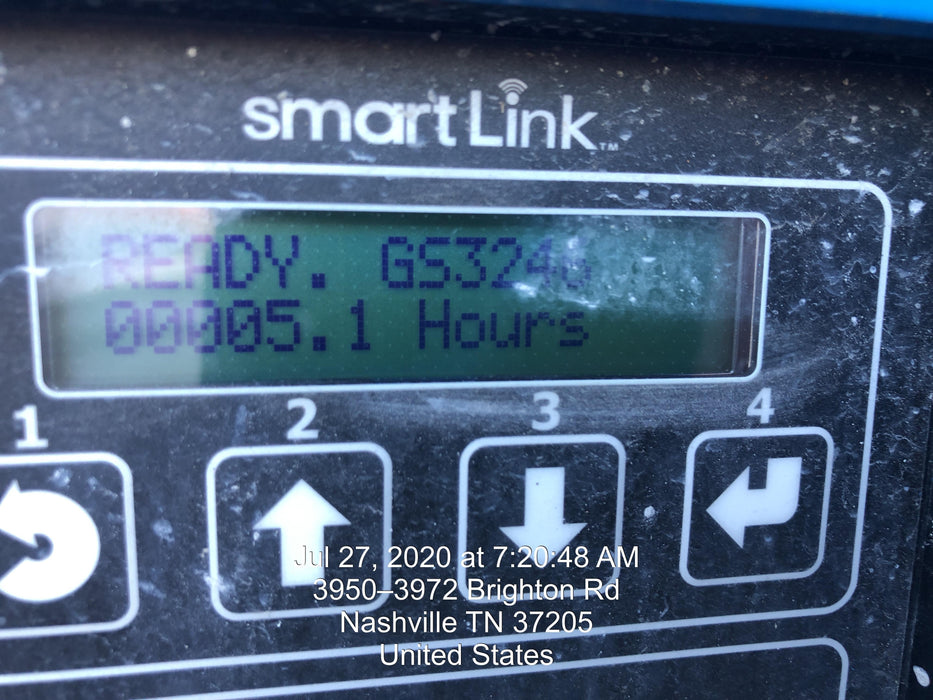 smartLink™
READY. GS3246
00005.1 Hours
1 2 3 4
Jul 27, 2020 at 7:20:48 AM
3950–3972 Brighton Rd
Nashville TN 37205
United States